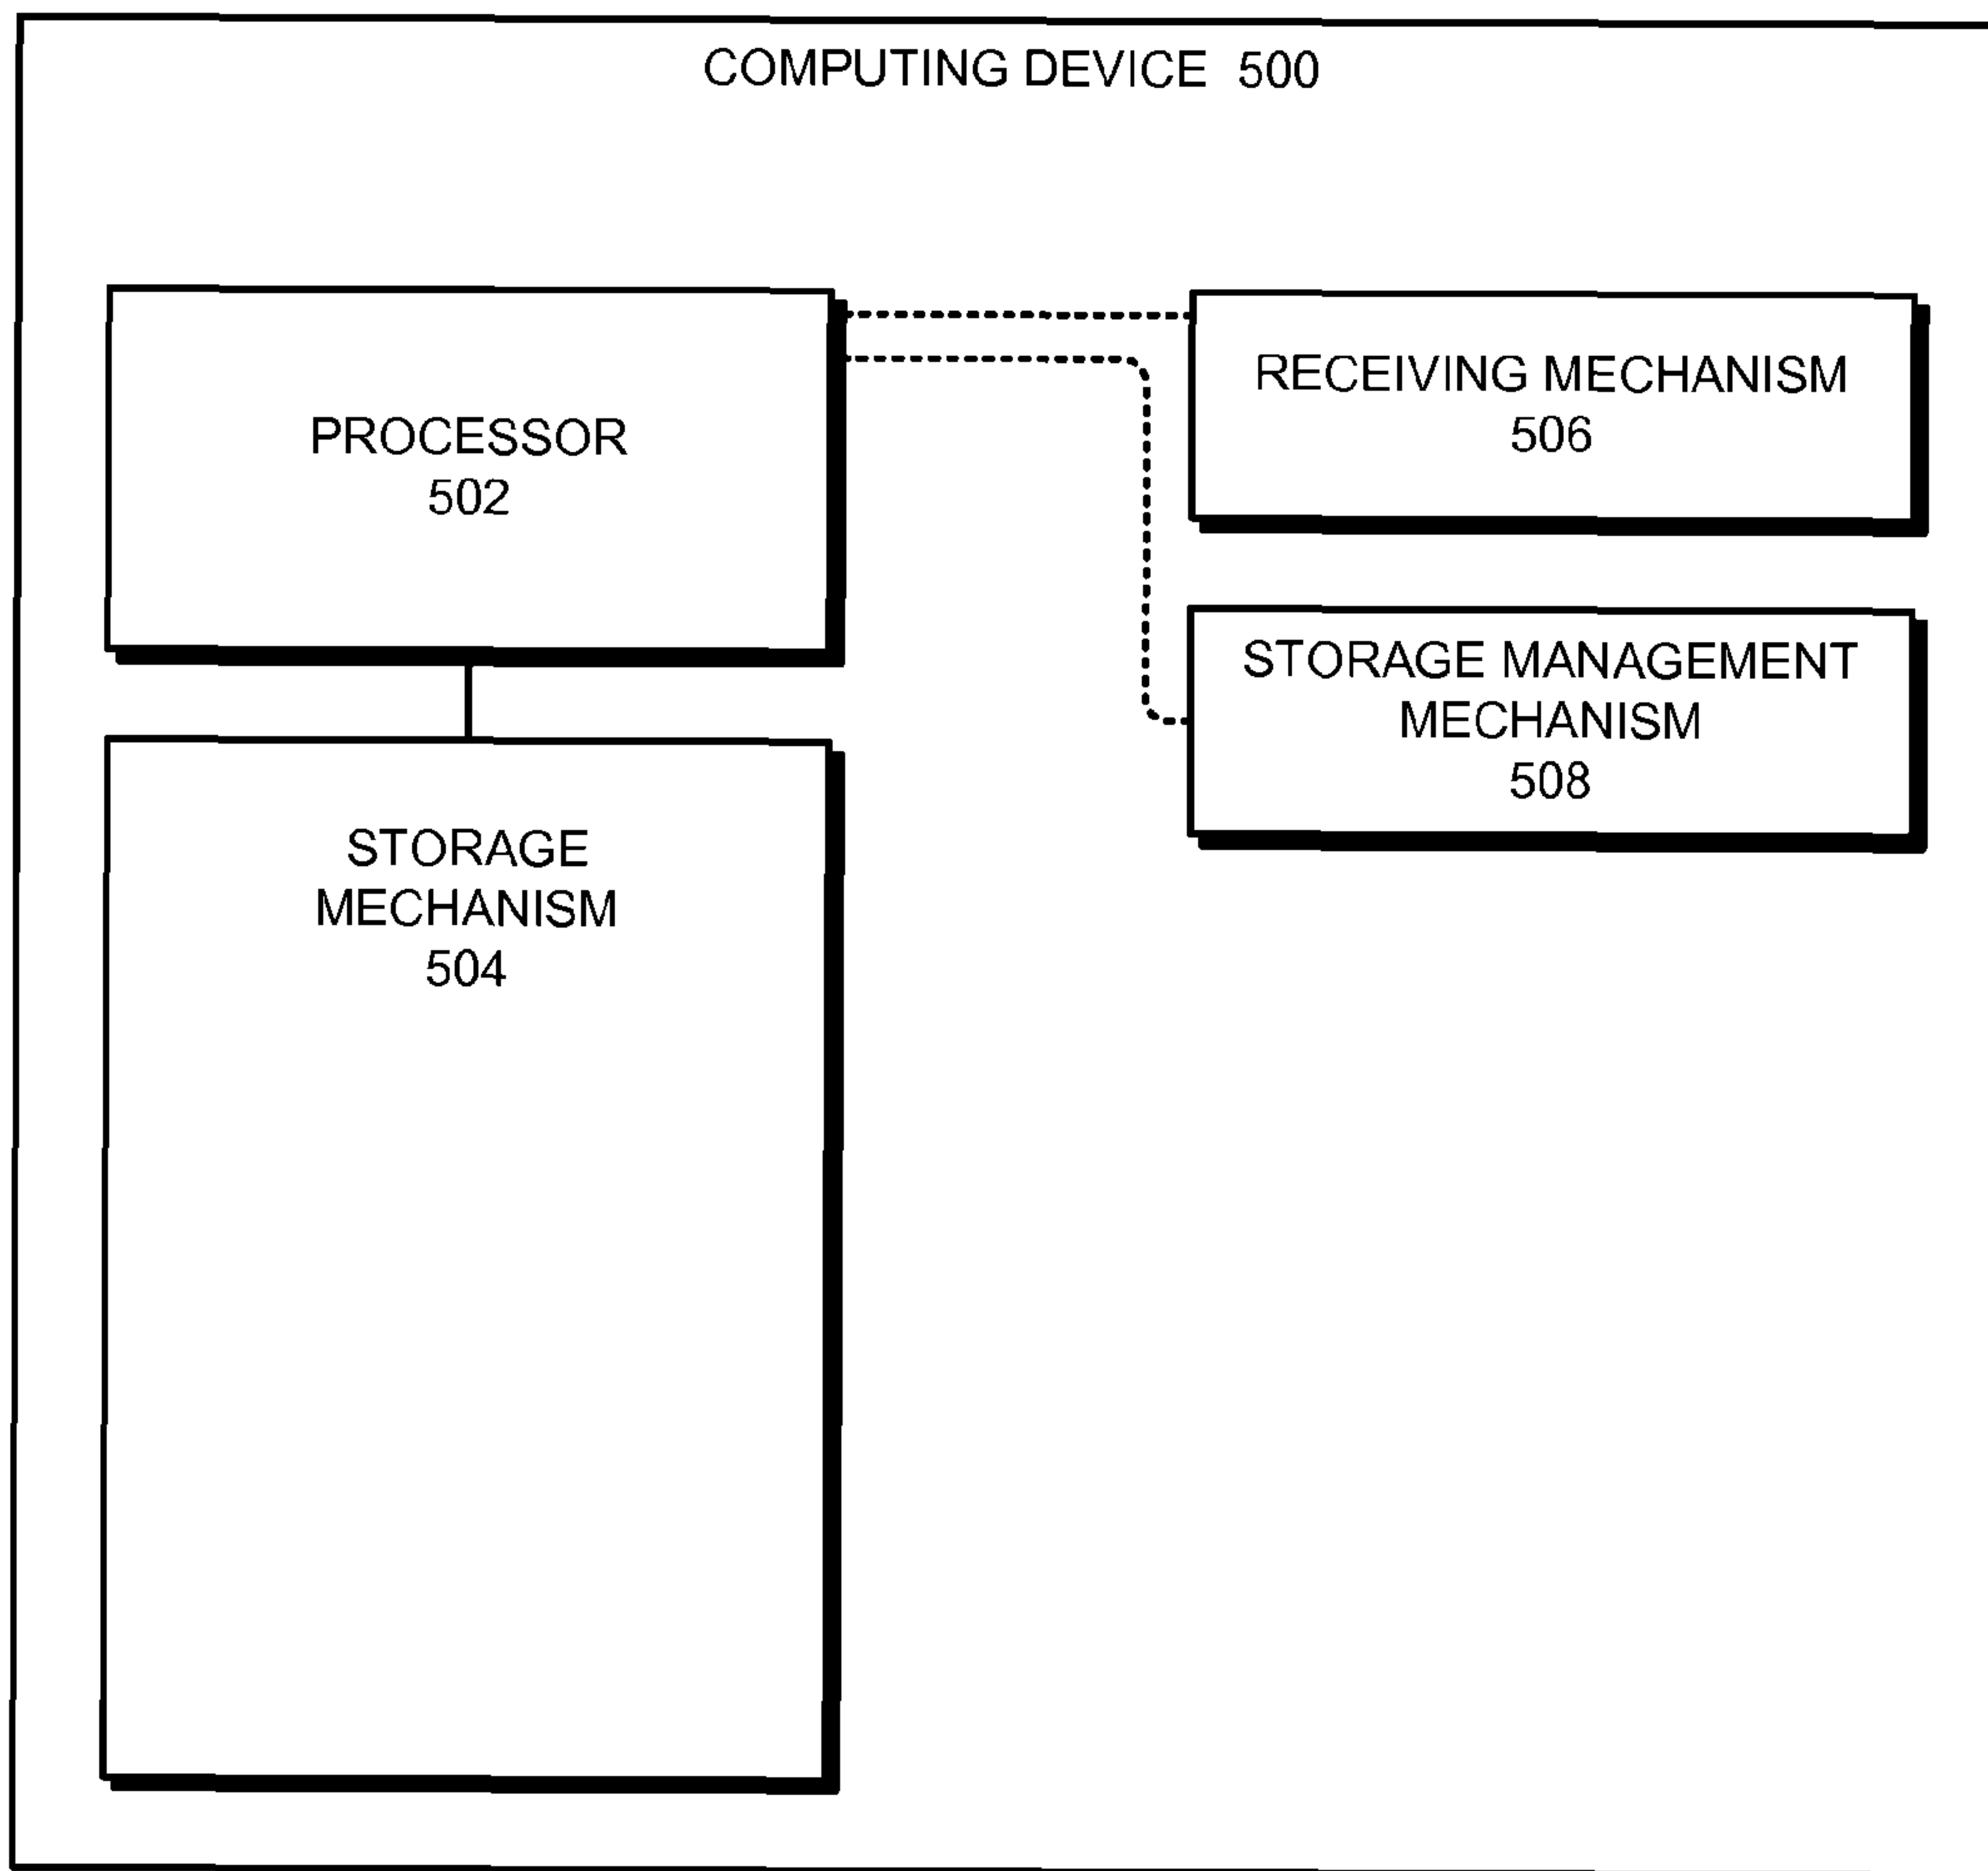 COMPUTING DEVICE 500
PROCESSOR
502
RECEIVING MECHANISM
506
STORAGE MANAGEMENT
MECHANISM
508
STORAGE
MECHANISM
504